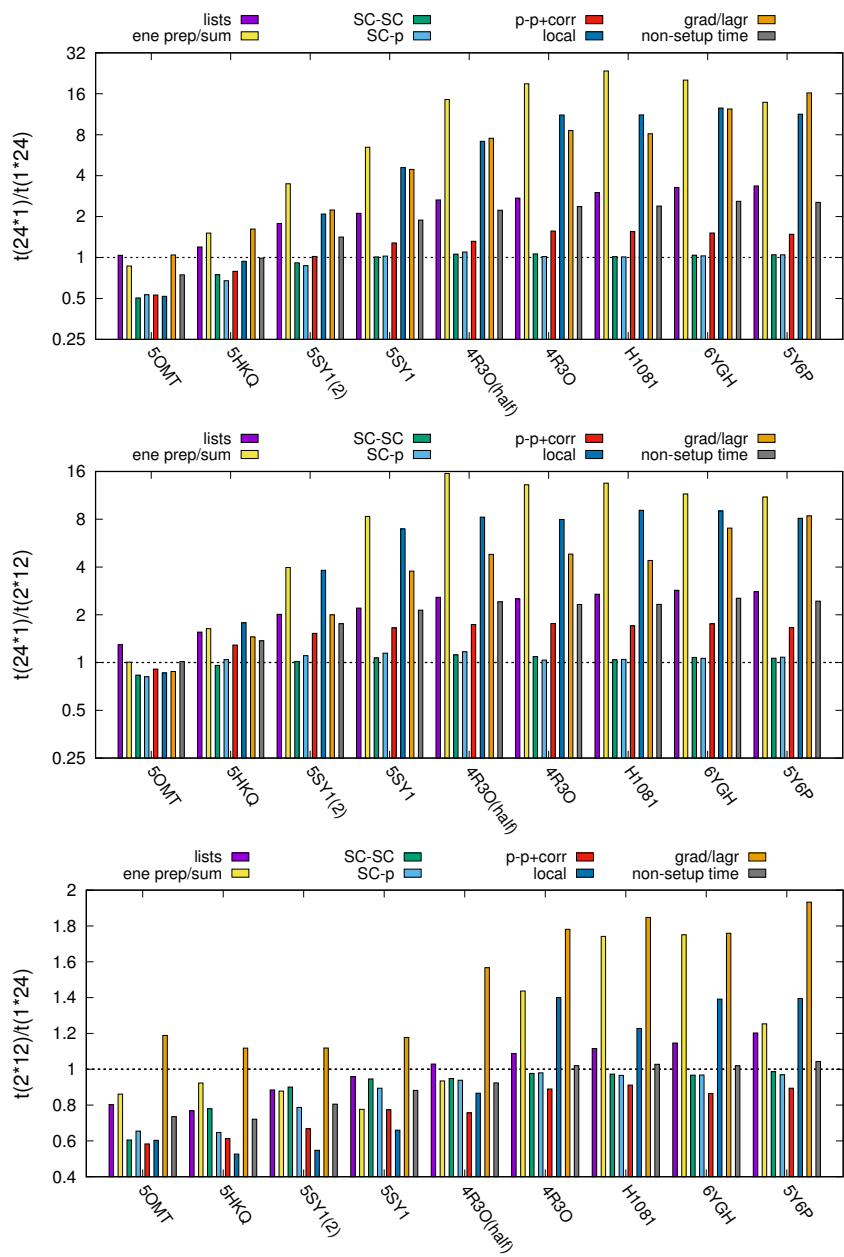 lists SC-SC p-p+corr grad/lagr
ene prep/sum SC-p local non-setup time
t(24*1)/t(1*24)
32
16
8
4
2
1
0.5
0.25
5OMT 5HKQ 5SY1(2) 5SY1 4R3O(half) 4R3O H1081 6YGH 5Y6P
lists SC-SC p-p+corr grad/lagr
ene prep/sum SC-p local non-setup time
t(24*1)/t(2*12)
16
8
4
2
1
0.5
0.25
5OMT 5HKQ 5SY1(2) 5SY1 4R3O(half) 4R3O H1081 6YGH 5Y6P
lists SC-SC p-p+corr grad/lagr
ene prep/sum SC-p local non-setup time
t(2*12)/t(1*24)
2
1.8
1.6
1.4
1.2
1
0.8
0.6
0.4
5OMT 5HKQ 5SY1(2) 5SY1 4R3O(half) 4R3O H1081 6YGH 5Y6P